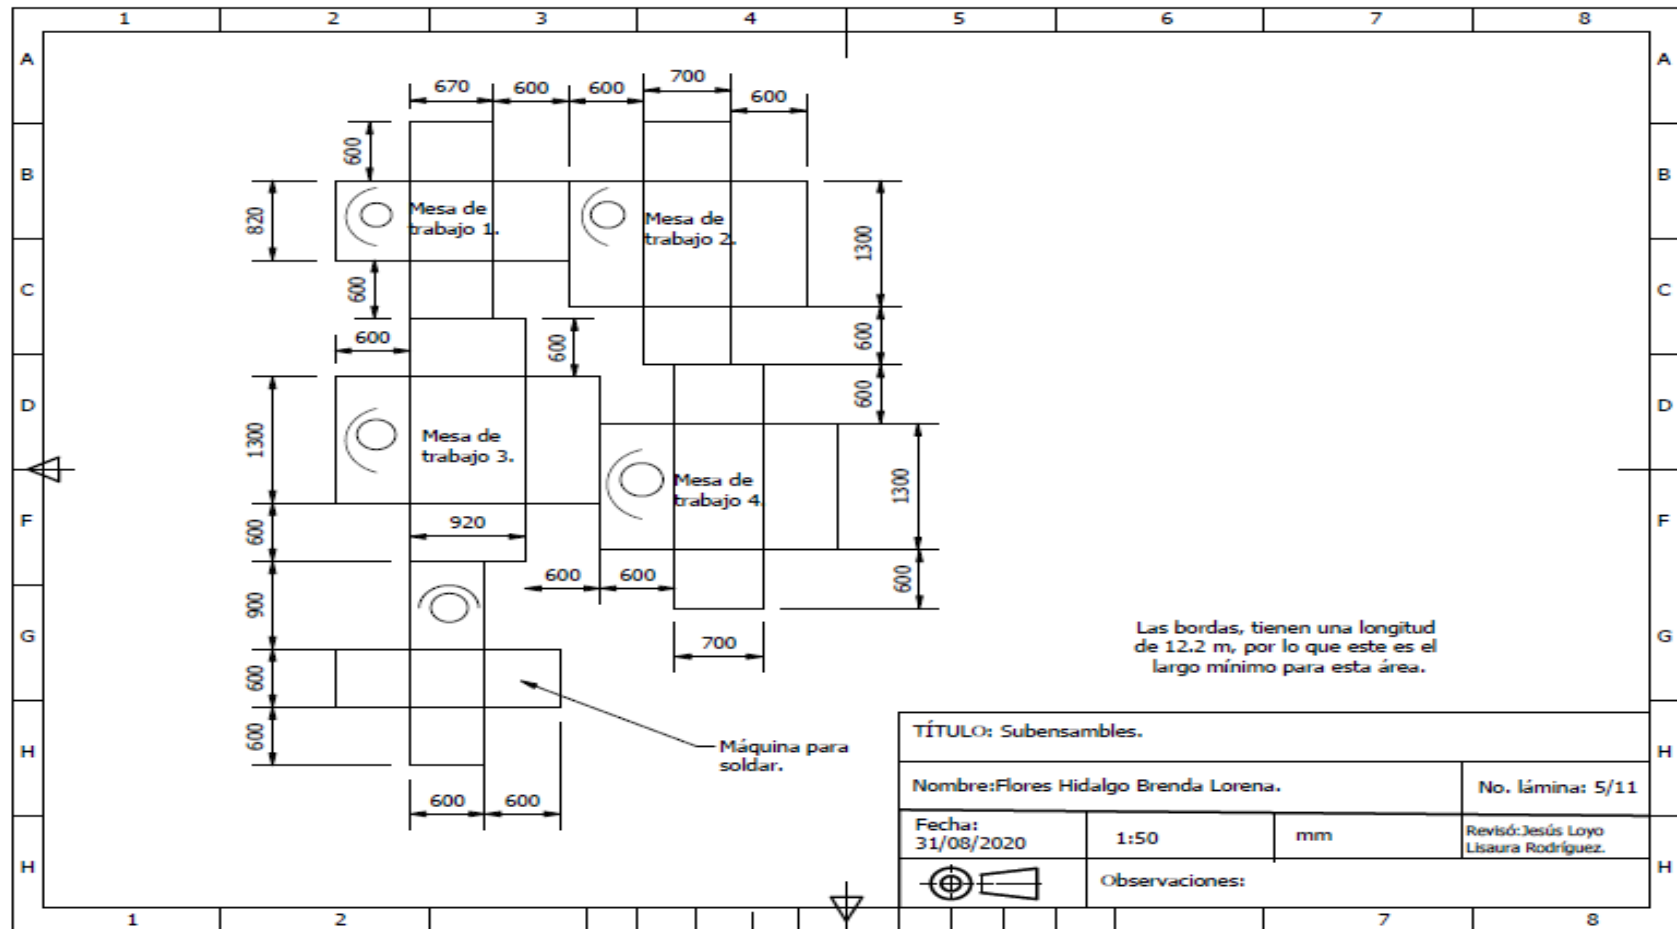 1 2 3 4 5 6 7 8
A A
B B
C C
D D
F F
G G
H H
H H
670 600 600 700 600
600
820
Mesa de
trabajo 1.
Mesa de
trabajo 2.
1300
600
600
600
600
600
1300
Mesa de
trabajo 3.
Mesa de
trabajo 4.
1300
600
920
600 600
600
900
700
600
600
Máquina para
soldar.
600 600
Las bordas, tienen una longitud
de 12.2 m, por lo que este es el
largo mínimo para esta área.
TÍTULO: Subensambles.
Nombre:Flores Hidalgo Brenda Lorena.
No. lámina: 5/11
Fecha:
31/08/2020
1:50
mm
Revisó:Jesús Loyo
Lisaura Rodríguez.
Observaciones:
1 2 7 8